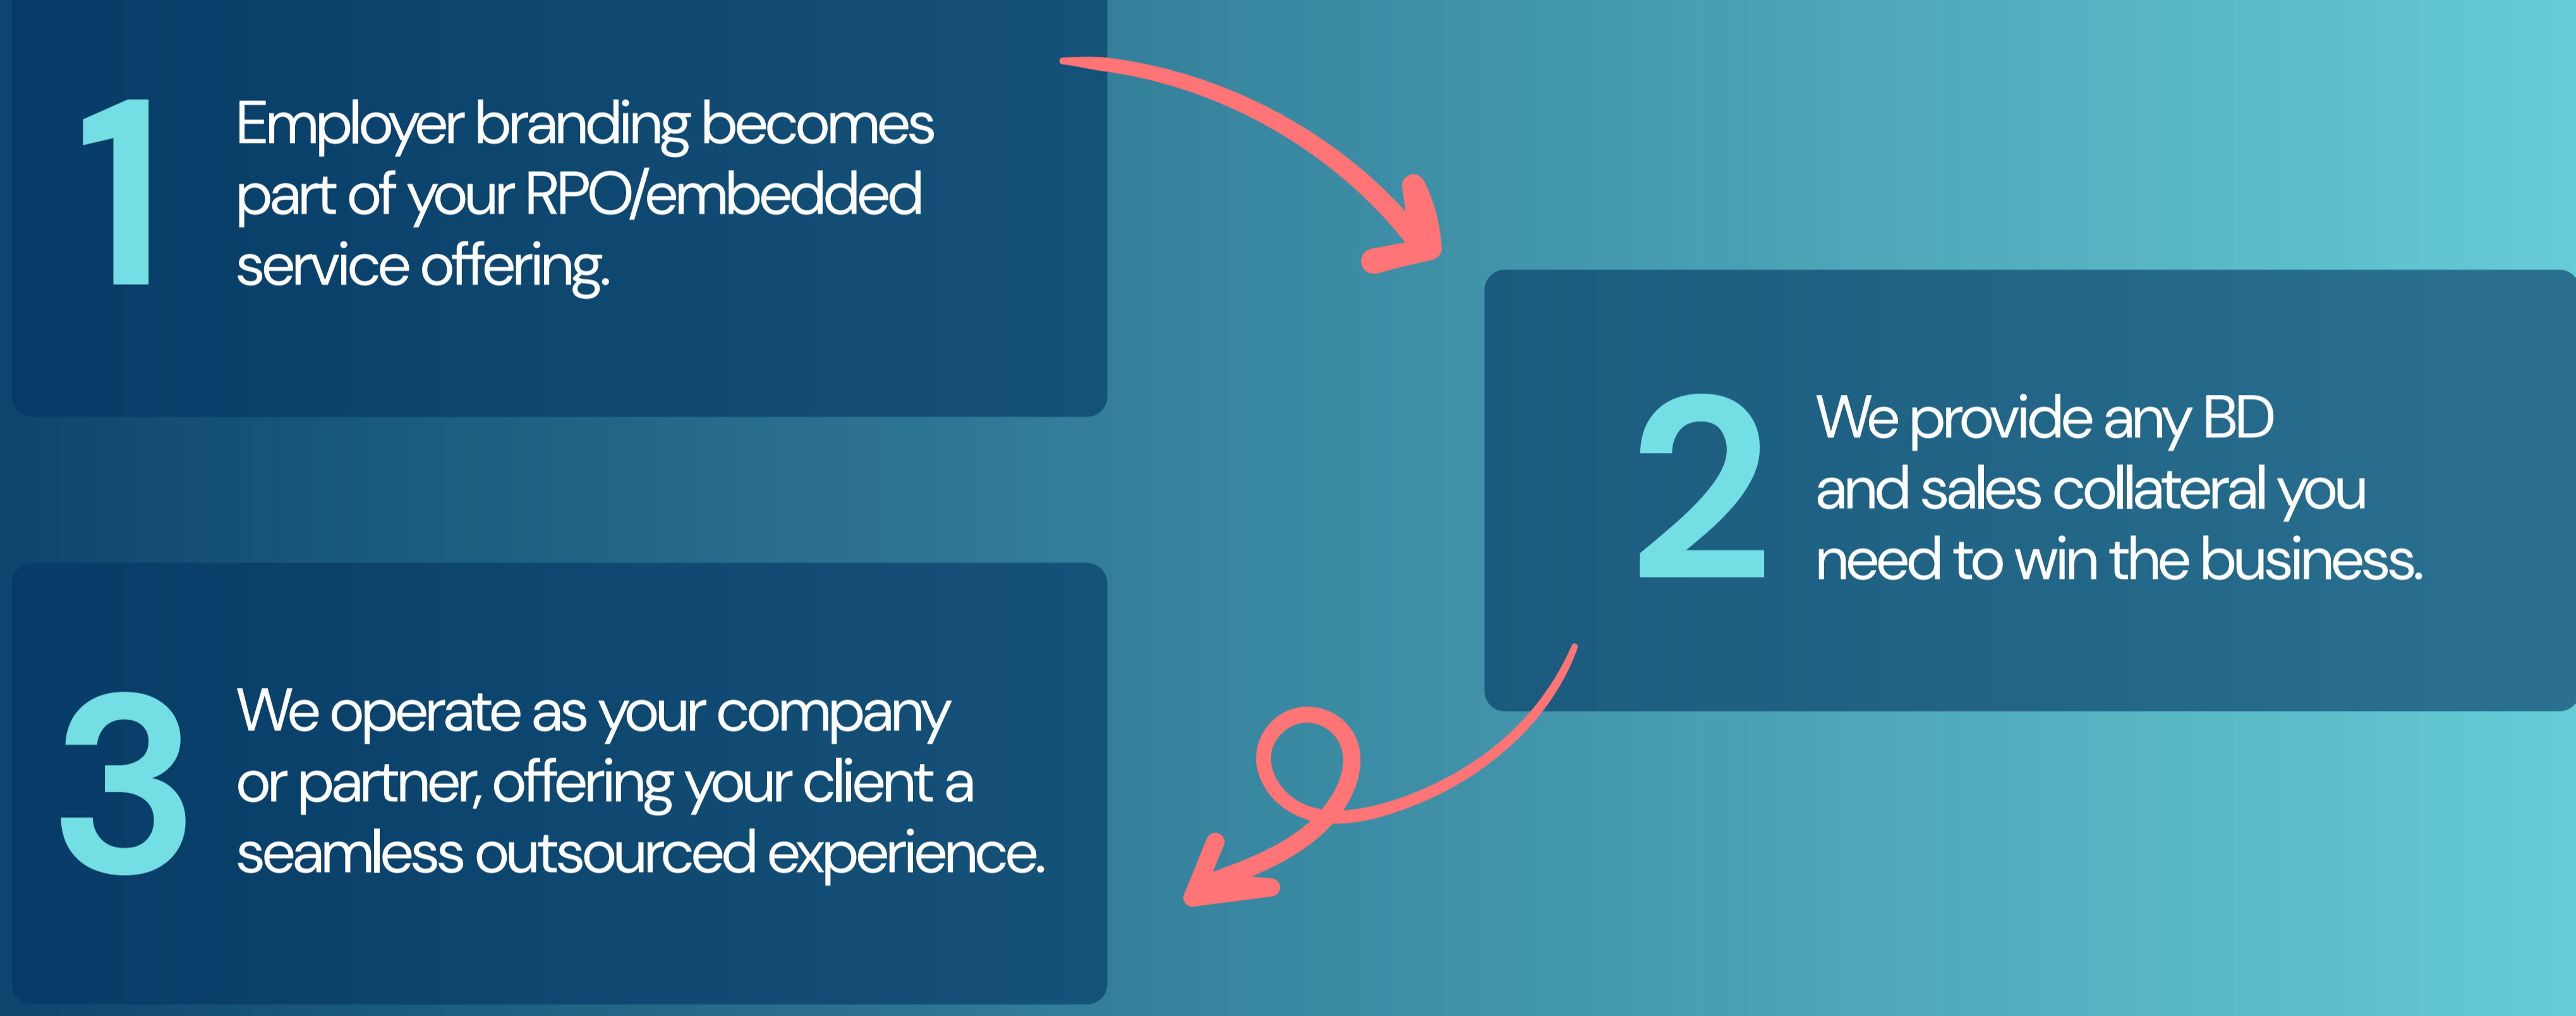 1
Employer branding becomes
part of your RPO/embedded
service offering.
2
We provide any BD
and sales collateral you
need to win the business.
3
We operate as your company
or partner, offering your client a
seamless outsourced experience.